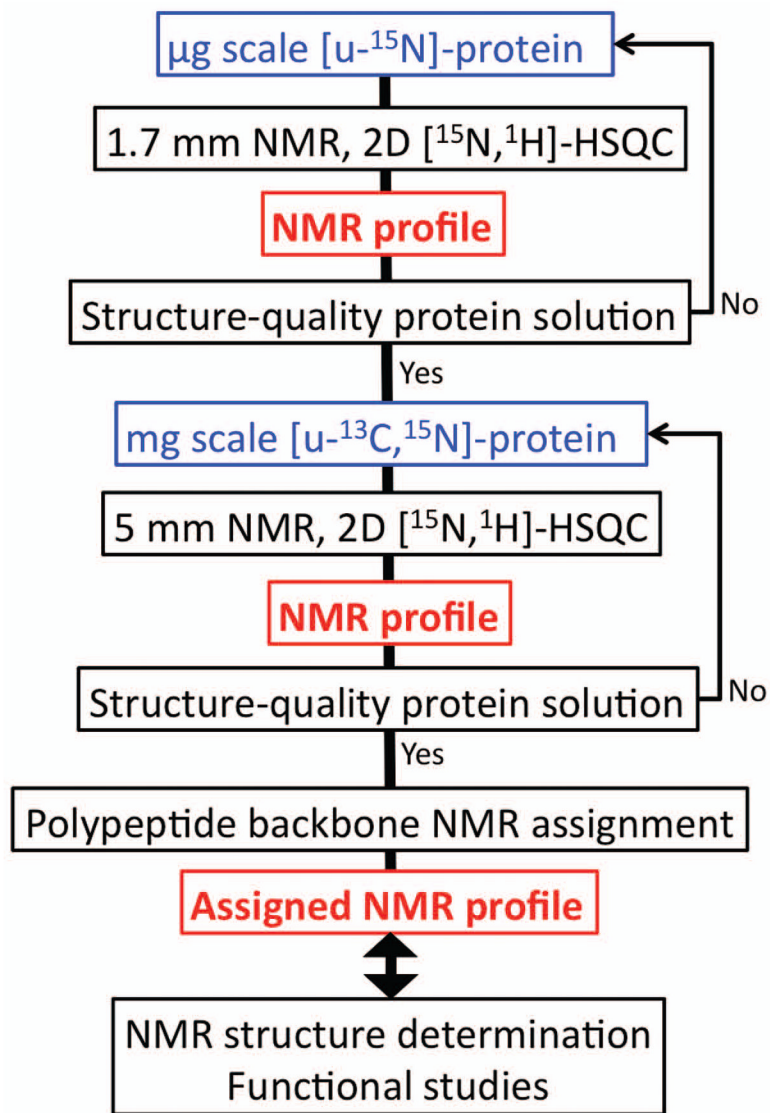 µg scale [u-¹⁵N]-protein
1.7 mm NMR, 2D [¹⁵N,¹H]-HSQC
NMR profile
Structure-quality protein solution
No
Yes
mg scale [u-¹³C,¹⁵N]-protein
5 mm NMR, 2D [¹⁵N,¹H]-HSQC
NMR profile
Structure-quality protein solution
No
Yes
Polypeptide backbone NMR assignment
Assigned NMR profile
NMR structure determination
Functional studies